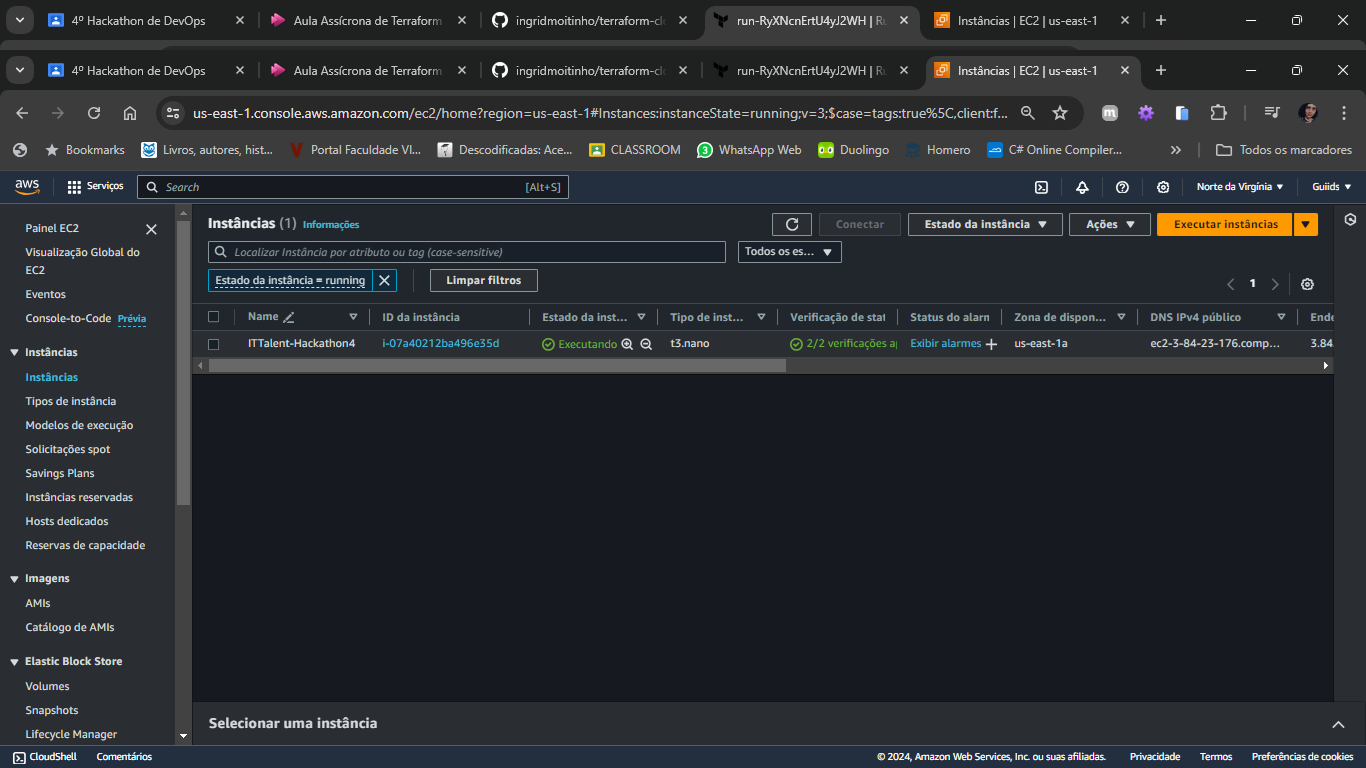 4º Hackathon de DevOps
Aula Assícrona de Terraform
ingridmoitinho/terraform-cl
run-RyXNcnErtU4yJ2WH | Ru
Instâncias | EC2 | us-east-1
4º Hackathon de DevOps
Aula Assícrona de Terraform
ingridmoitinho/terraform-cl
run-RyXNcnErtU4yJ2WH | Ru
Instâncias | EC2 | us-east-1
us-east-1.console.aws.amazon.com/ec2/home?region=us-east-1#Instances:instanceState=running;v=3;$case=tags:true%5C,client:f...
Bookmarks
Livros, autores, hist...
Portal Faculdade VI...
Descodificadas: Ace...
CLASSROOM
WhatsApp Web
Duolingo
Homero
C# Online Compiler...
Todos os marcadores
aws
Serviços
Search
[Alt+S]
Norte da Virgínia
Guiids
Painel EC2
Visualização Global do
EC2
Eventos
Console-to-Code Prévia
Instâncias
Instâncias
Tipos de instância
Modelos de execução
Solicitações spot
Savings Plans
Instâncias reservadas
Hosts dedicados
Reservas de capacidade
Imagens
AMIs
Catálogo de AMIs
Elastic Block Store
Volumes
Snapshots
Lifecycle Manager
Instâncias (1) Informações
Conectar
Estado da instância
Ações
Executar instâncias
Localizar Instância por atributo ou tag (case-sensitive)
Todos os es...
Estado da instância = running
Limpar filtros
1
Name
ID da instância
Estado da inst...
Tipo de inst...
Verificação de stat
Status do alarn
Zona de dispon...
DNS IPv4 público
Ende
ITTalent-Hackathon4
i-07a40212ba496e35d
Executando
t3.nano
2/2 verificações ap
Exibir alarmes
us-east-1a
ec2-3-84-23-176.comp...
3.84.
Selecionar uma instância
CloudShell
Comentários
© 2024, Amazon Web Services, Inc. ou suas afiliadas.
Privacidade
Termos
Preferências de cookies